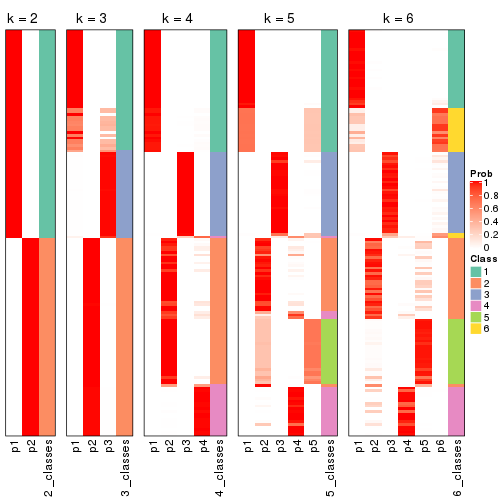 k = 2
k = 3
k = 4
k = 5
k = 6
p1
p2
2_classes
p1
p2
p3
3_classes
p1
p2
p3
p4
4_classes
p1
p2
p3
p4
p5
5_classes
p1
p2
p3
p4
p5
p6
6_classes
Prob
1
0.8
0.6
0.4
0.2
0
Class
1
2
3
4
5
6